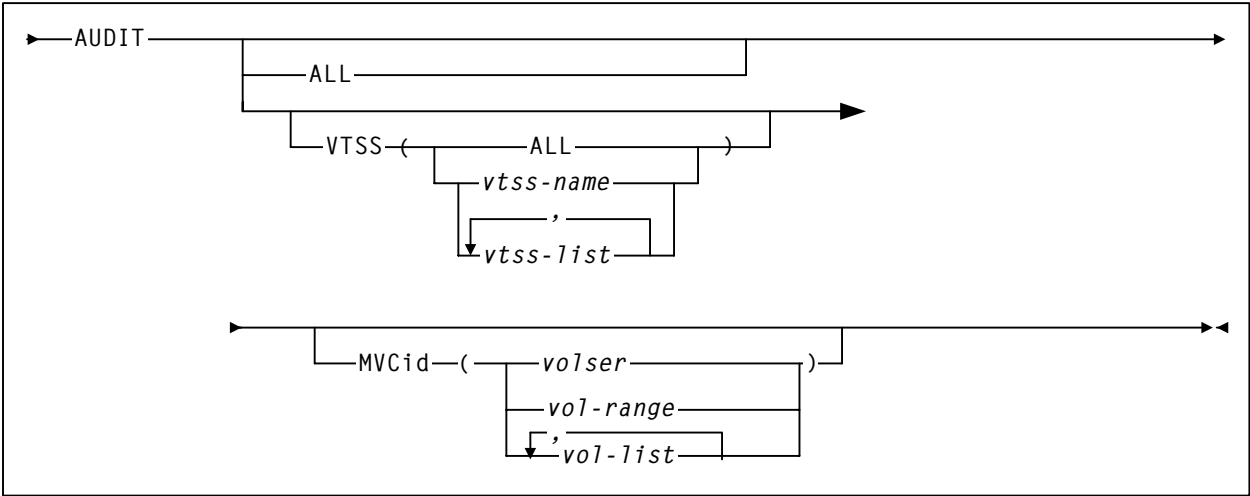 AUDIT
ALL
VTSS ( ALL )
vtss-name
,
vtss-list
MVCid ( volser )
vol-range
,
vol-list